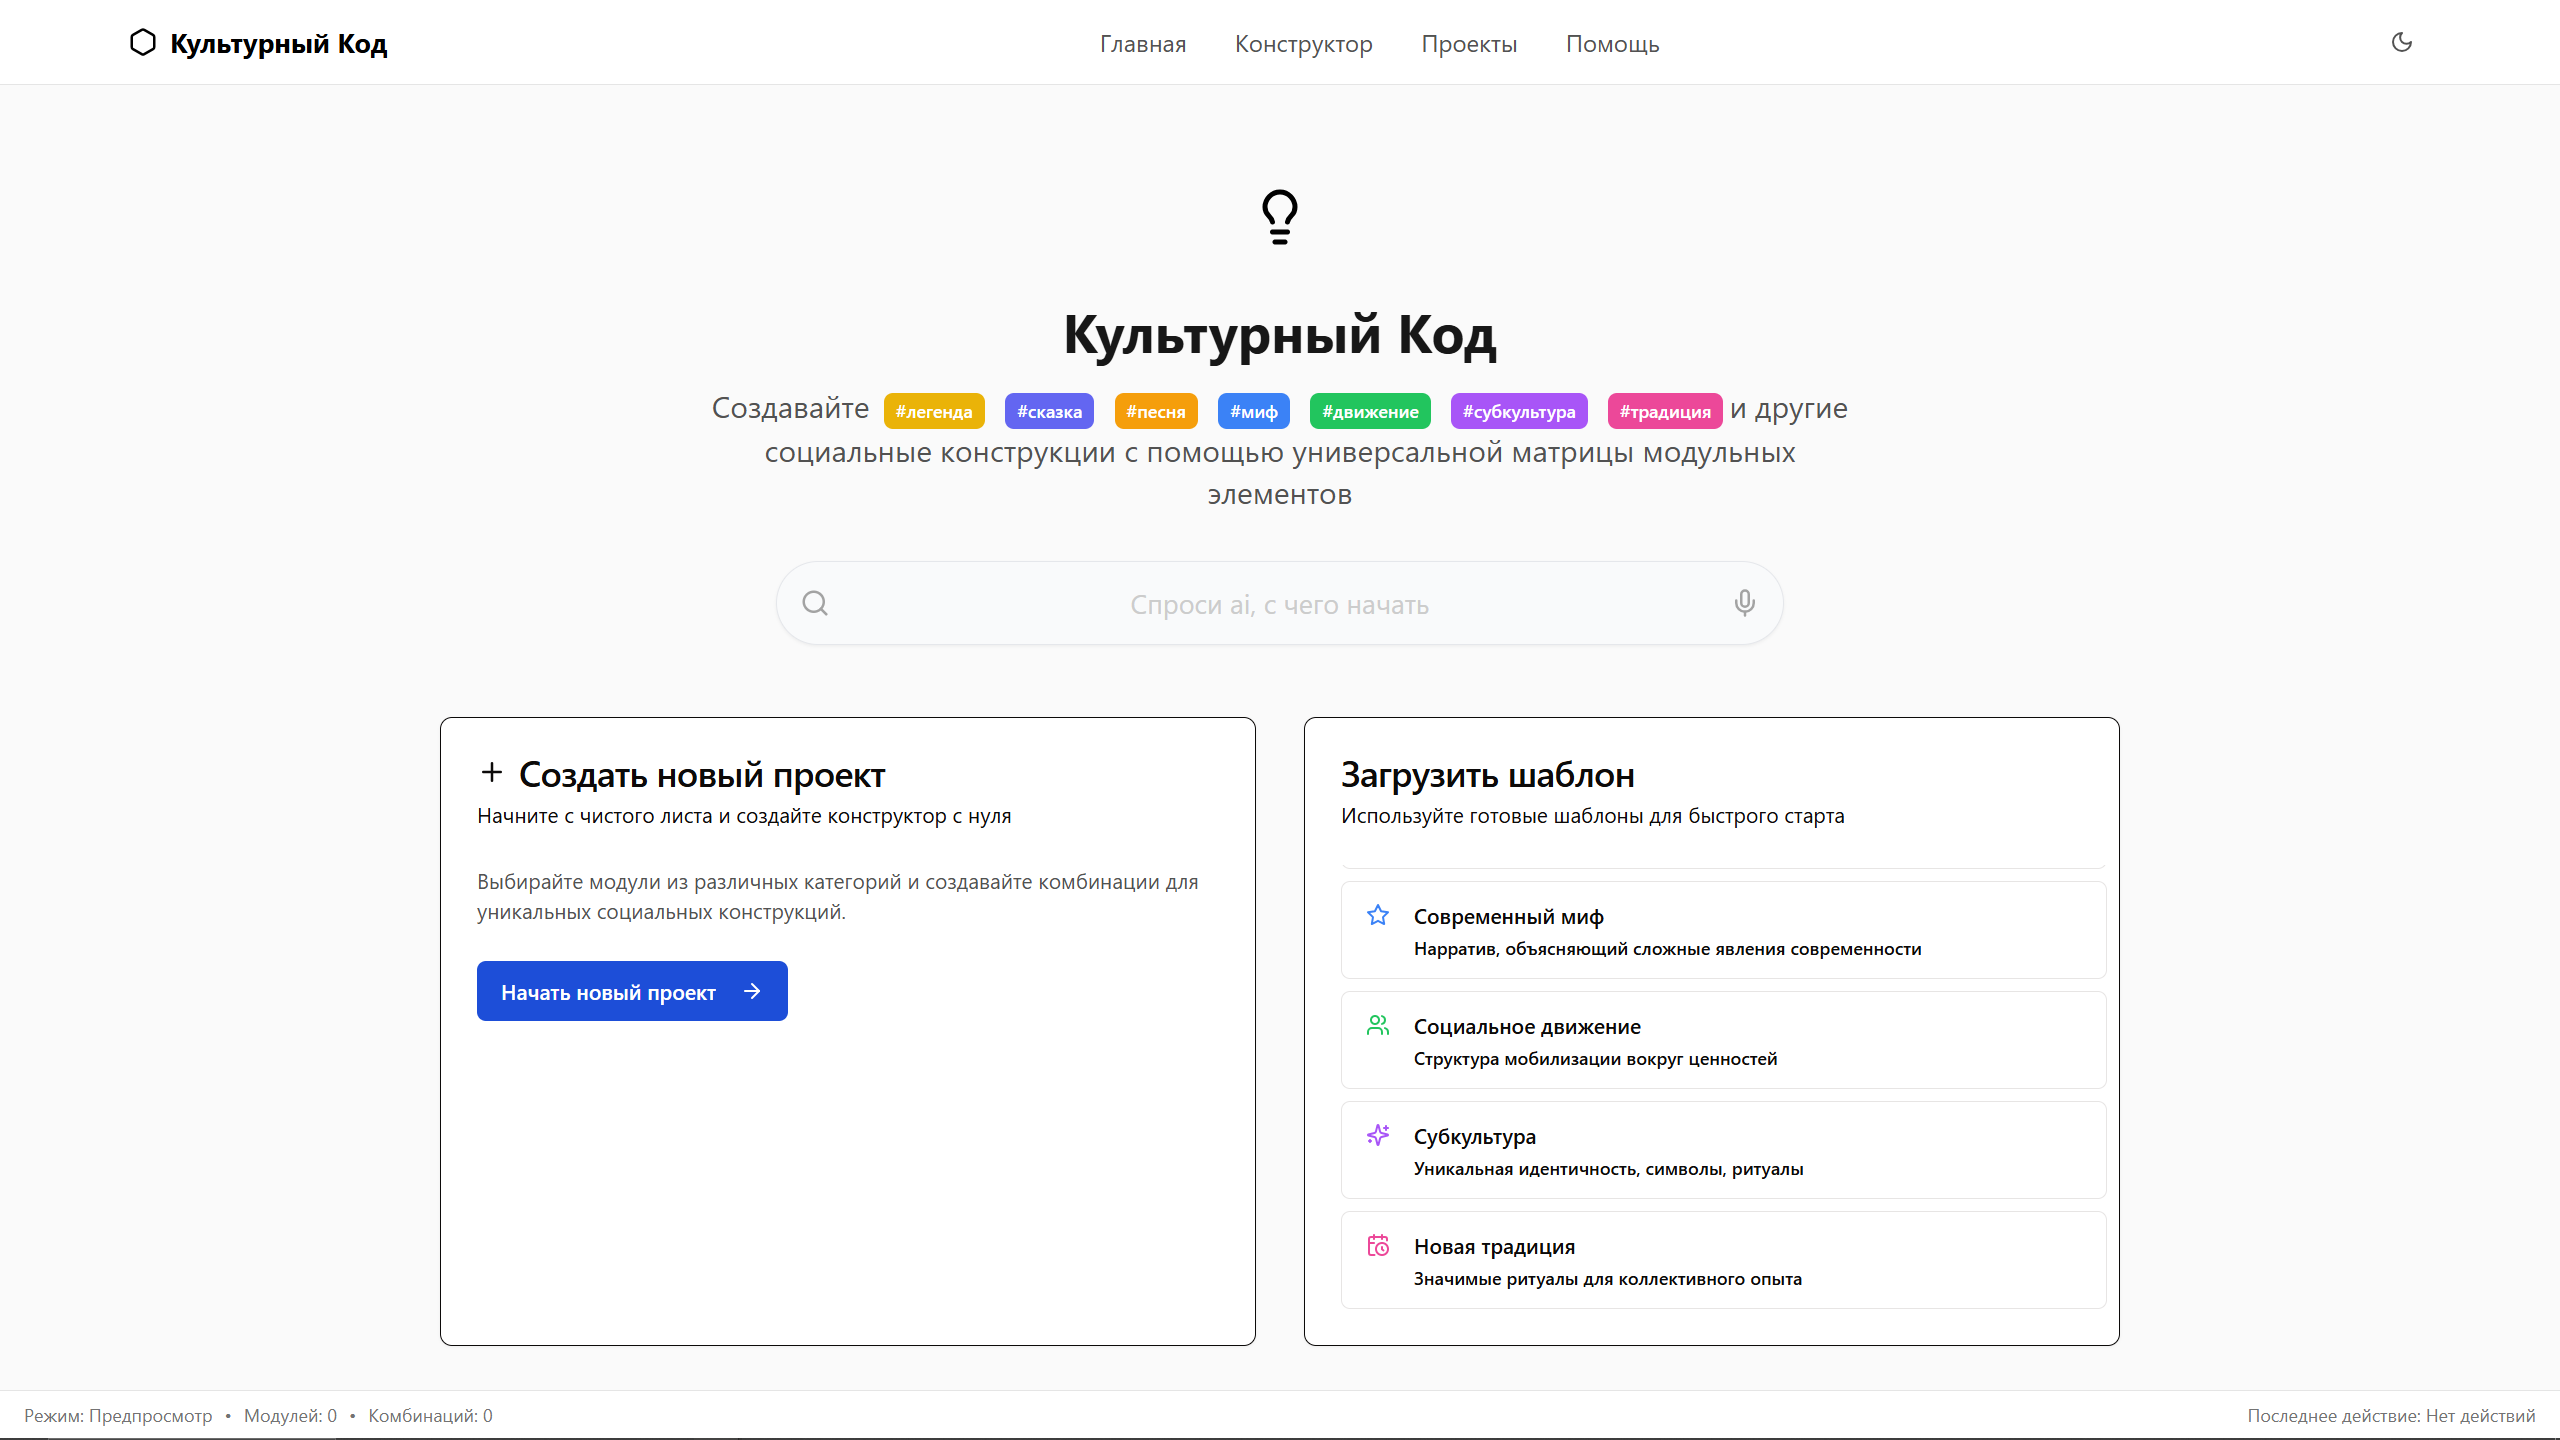 Культурный Код
Главная
Конструктор
Проекты
Помощь
Культурный Код
Создавайте #легенда #сказка #песня #миф #движение #субкультура #традиция и другие
социальные конструкции с помощью универсальной матрицы модульных
элементов
Спроси ai, с чего начать
Создать новый проект
Начните с чистого листа и создайте конструктор с нуля
Выбирайте модули из различных категорий и создавайте комбинации для
уникальных социальных конструкций.
Начать новый проект
Загрузить шаблон
Используйте готовые шаблоны для быстрого старта
Современный миф
Нарратив, объясняющий сложные явления современности
Социальное движение
Структура мобилизации вокруг ценностей
Субкультура
Уникальная идентичность, символы, ритуалы
Новая традиция
Значимые ритуалы для коллективного опыта
Режим: Предпросмотр • Модулей: 0 • Комбинаций: 0
Последнее действие: Нет действий